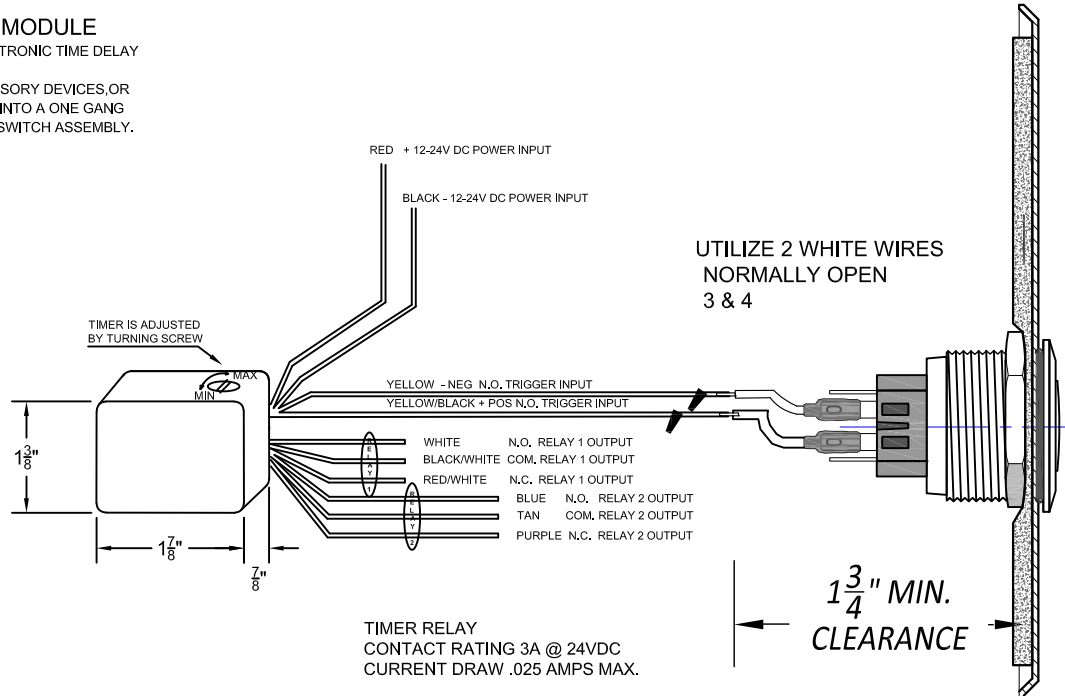 MODULE
TRONIC TIME DELAY
SORY DEVICES,OR
INTO A ONE GANG
SWITCH ASSEMBLY.
RED + 12-24V DC POWER INPUT
BLACK - 12-24V DC POWER INPUT
UTILIZE 2 WHITE WIRES
NORMALLY OPEN
3 & 4
TIMER IS ADJUSTED
BY TURNING SCREW
MAX
MIN
YELLOW - NEG N.O. TRIGGER INPUT
YELLOW/BLACK + POS N.O. TRIGGER INPUT
RELAY 1
WHITE N.O. RELAY 1 OUTPUT
BLACK/WHITE COM. RELAY 1 OUTPUT
RED/WHITE N.C. RELAY 1 OUTPUT
RELAY 2
BLUE N.O. RELAY 2 OUTPUT
TAN COM. RELAY 2 OUTPUT
PURPLE N.C. RELAY 2 OUTPUT
1 3/8"
1 7/8"
7/8"
1 3/4" MIN.
CLEARANCE
TIMER RELAY
CONTACT RATING 3A @ 24VDC
CURRENT DRAW .025 AMPS MAX.